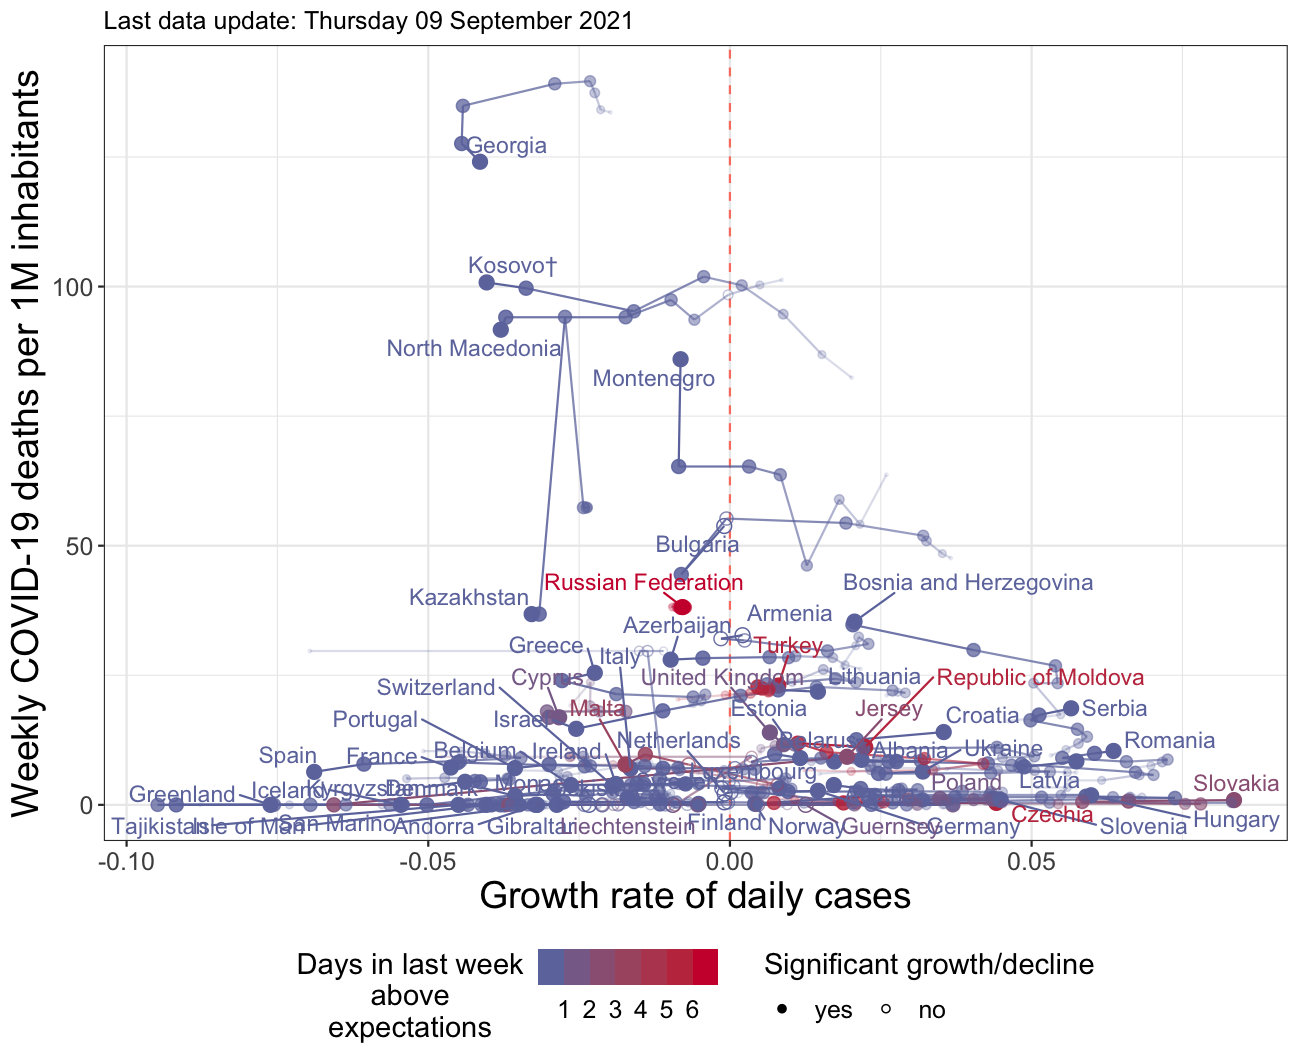 Last data update: Thursday 09 September 2021
Weekly COVID-19 deaths per 1M inhabitants
100
50
0
Georgia
Kosovo†
North Macedonia
Montenegro
Bulgaria
Russian Federation
Bosnia and Herzegovina
Kazakhstan
Armenia
Azerbaijan
Greece
Italy
Turkey
Cyprus
United Kingdom
Lithuania
Republic of Moldova
Switzerland
Malta
Estonia
Jersey
Croatia
Serbia
Portugal
Israel
Netherlands
Belarus
Romania
Spain
France
Belgium
Ireland
Albania
Ukraine
Luxembourg
Poland
Latvia
Slovakia
Greenland
Iceland
Kyrgyzstan
Denmark
Monaco
Czechia
Hungary
Tajikistan
Isle of Man
San Marino
Andorra
Gibraltar
Liechtenstein
Finland
Norway
Guernsey
Germany
Slovenia
-0.10
-0.05
0.00
0.05
Growth rate of daily cases
Days in last week
above
expectations
1 2 3 4 5 6
Significant growth/decline
yes
no